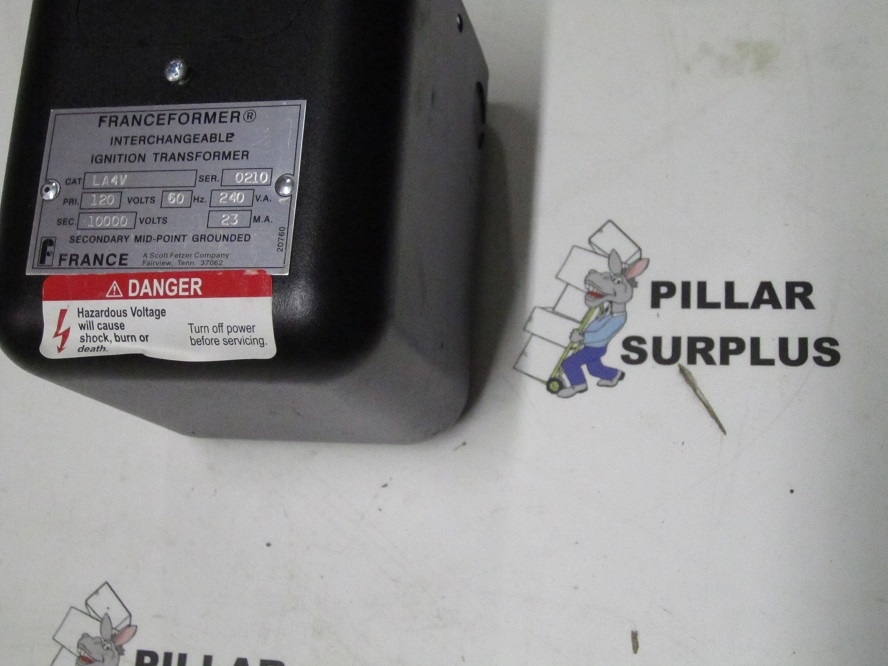 FRANCEFORMER®
INTERCHANGEABLE
IGNITION TRANSFORMER
CAT LA4V SER. 0210
PRI. 120 VOLTS 60 Hz. 240 V.A.
SEC. 10000 VOLTS 23 M.A.
SECONDARY MID-POINT GROUNDED
20760
F FRANCE
A Scott Fetzer Company
Fairview, Tenn. 37062
DANGER
Hazardous Voltage
will cause
shock, burn or
death.
Turn off power
before servicing.
PILLAR
SURPLUS
PILLAR